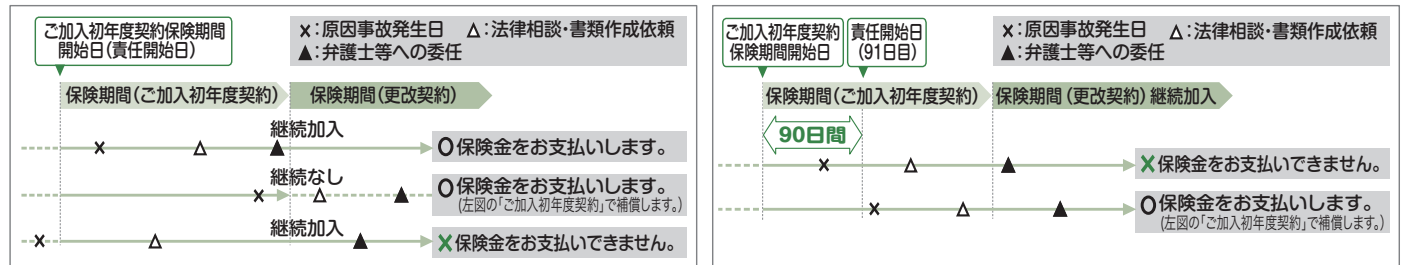 ご加入初年度契約保険期間
開始日(責任開始日)
×:原因事故発生日 △:法律相談・書類作成依頼
▲:弁護士等への委任
保険期間(ご加入初年度契約) 保険期間(更改契約)
継続加入
○保険金をお支払いします。
継続なし
○保険金をお支払いします。
(左図の「ご加入初年度契約」で補償します。)
継続加入
×保険金をお支払いできません。
ご加入初年度契約
保険期間開始日
責任開始日
(91日目)
×:原因事故発生日 △:法律相談・書類作成依頼
▲:弁護士等への委任
保険期間(ご加入初年度契約) 保険期間(更改契約)継続加入
90日間
×保険金をお支払いできません。
○保険金をお支払いします。
(左図の「ご加入初年度契約」で補償します。)